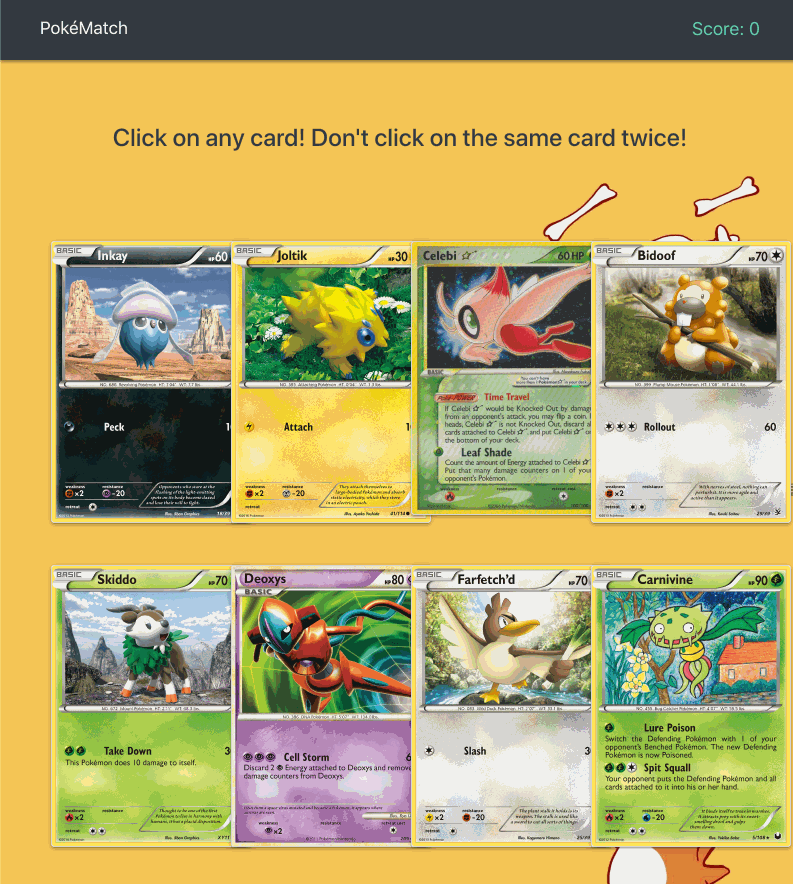 PokéMatch
Score: 0
Click on any card! Don't click on the same card twice!
BASIC Inkay HP60
BASIC Joltik HP30
Celebi 60 HP
BASIC Bidoof HP70
BASIC
Peck
Attach
Time Travel
If Celebi would be Knocked Out by damage
from an opponent's attack, you may flip a coin.
heads, Celebi is not Knocked Out, discard
cards attached to Celebi and put Celebi
the bottom of your deck.
Leaf Shade
Count the amount of Energy attached to Celebi
Put that many damage counters on 1 of your
opponent's Pokémon.
Rollout 60
weakness resistance
×2 -20
retreat
weakness resistance
×2 -20
retreat
weakness resistance
×2
retreat
BASIC Skiddo HP70
Deoxys HP80
BASIC
BASIC Farfetch'd HP70
BASIC Carnivine HP90
Take Down 3
This Pokémon does 10 damage to itself.
Cell Storm 6
Discard 2 Energy attached to Deoxys and remove
damage counters from Deoxys.
Slash 3
Lure Poison
Switch the Defending Pokémon with 1 of your
opponent's Benched Pokémon. The new Defending
Pokémon is now Poisoned.
Spit Squall
Your opponent puts the Defending Pokémon and all
cards attached to it into his or her hand.
weakness resistance
×2
retreat
weakness resistance
×2
weakness resistance
×2 -20
retreat
weakness resistance
×2 -20
retreat